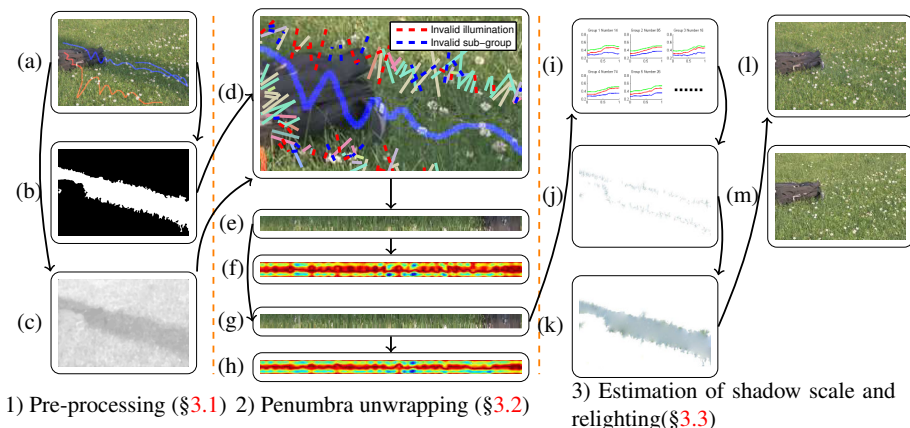 (a)
(b)
(c)
(d)
Invalid illumination
Invalid sub-group
(e)
(f)
(g)
(h)
(i)
(j)
(k)
(l)
(m)
1) Pre-processing (§3.1)
2) Penumbra unwrapping (§3.2)
3) Estimation of shadow scale and
relighting(§3.3)